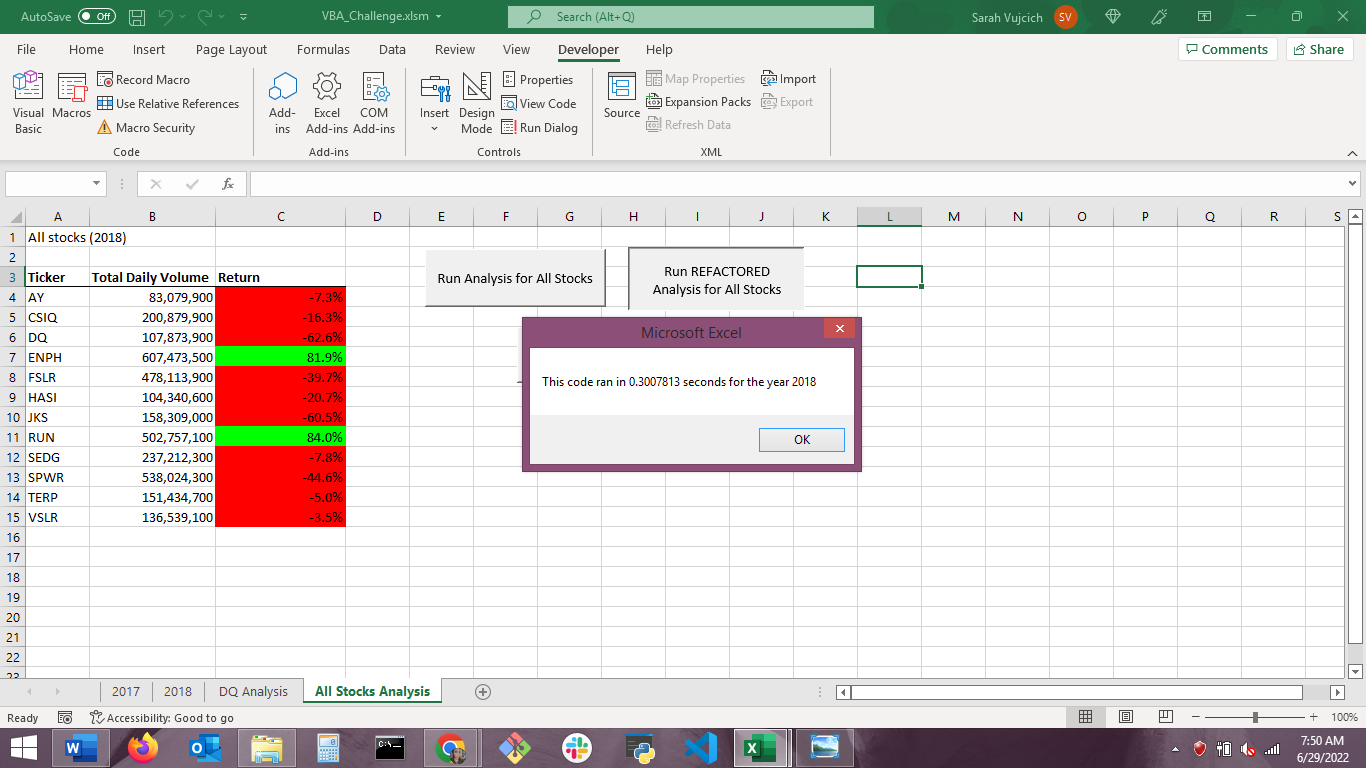 AutoSave Off VBA_Challenge.xlsm Search (Alt+Q) Sarah Vujcich SV
File Home Insert Page Layout Formulas Data Review View Developer Help Comments Share
Visual Basic
Macros
Record Macro
Use Relative References
Macro Security
Code
Add-ins
Excel Add-ins
COM Add-ins
Add-ins
Insert
Design Mode
Properties
View Code
Run Dialog
Controls
Source
Map Properties
Expansion Packs
Refresh Data
Import
Export
XML
fx
A B C D E F G H I J K L M N O P Q R S
1 All stocks (2018)
2
3 Ticker Total Daily Volume Return
4 AY 83,079,900 -7.3%
5 CSIQ 200,879,900 -16.3%
6 DQ 107,873,900 -62.6%
7 ENPH 607,473,500 81.9%
8 FSLR 478,113,900 -39.7%
9 HASI 104,340,600 -20.7%
10 JKS 158,309,000 -60.5%
11 RUN 502,757,100 84.0%
12 SEDG 237,212,300 -7.8%
13 SPWR 538,024,300 -44.6%
14 TERP 151,434,700 -5.0%
15 VSLR 136,539,100 -3.5%
16
17
18
19
20
21
22
23
Run Analysis for All Stocks
Run REFACTORED
Analysis for All Stocks
Microsoft Excel
This code ran in 0.3007813 seconds for the year 2018
OK
2017 2018 DQ Analysis All Stocks Analysis
Ready Accessibility: Good to go 100%
7:50 AM
6/29/2022